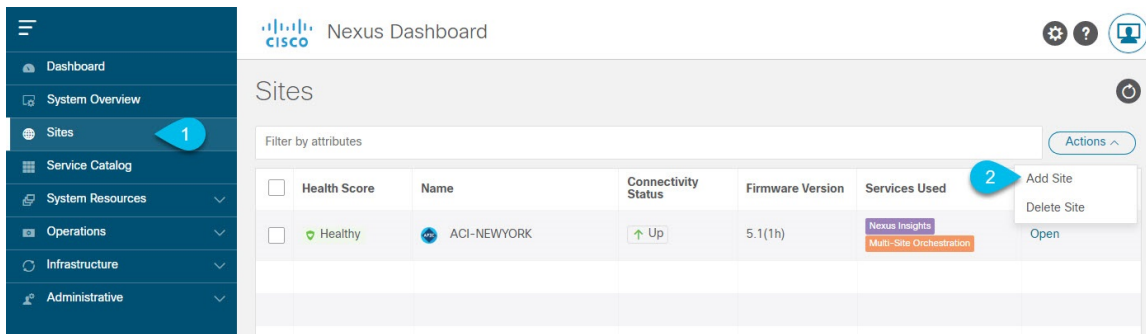 CISCO
Nexus Dashboard
Dashboard
System Overview
Sites
1
Service Catalog
System Resources
Operations
Infrastructure
Administrative
Sites
Filter by attributes
Actions
Health Score
Name
Connectivity
Status
Firmware Version
Services Used
2
Add Site
Delete Site
Healthy
APIC
ACI-NEWYORK
Up
5.1(1h)
Nexus Insights
Multi-Site Orchestration
Open